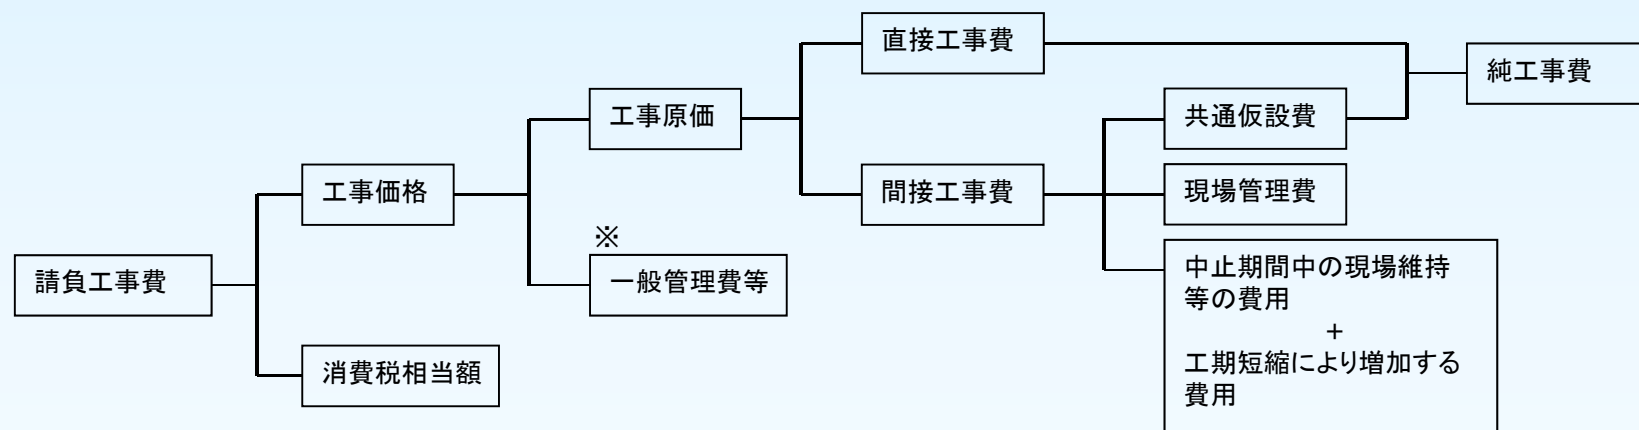 直接工事費
純工事費
工事原価
共通仮設費
工事価格
間接工事費
現場管理費
※
請負工事費
一般管理費等
中止期間中の現場維持
等の費用
+
工期短縮により増加する
費用
消費税相当額